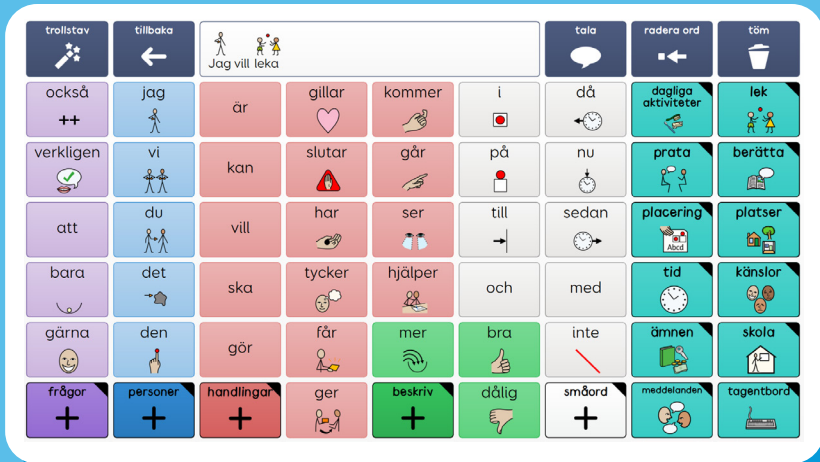 trollstav
tillbaka
Jag vill leka
tala
radera ord
töm
också
jag
är
gillar
kommer
i
då
dagliga
aktiviteter
lek
++
verkligen
vi
kan
slutar
går
på
nu
prata
berätta
att
du
vill
har
ser
till
sedan
placering
platser
Abcd
bara
det
ska
tycker
hjälper
och
med
tid
känslor
gärna
den
gör
får
mer
bra
inte
ämnen
skola
frågor
personer
handlingar
ger
beskriv
dålig
småord
meddelanden
tagentbord